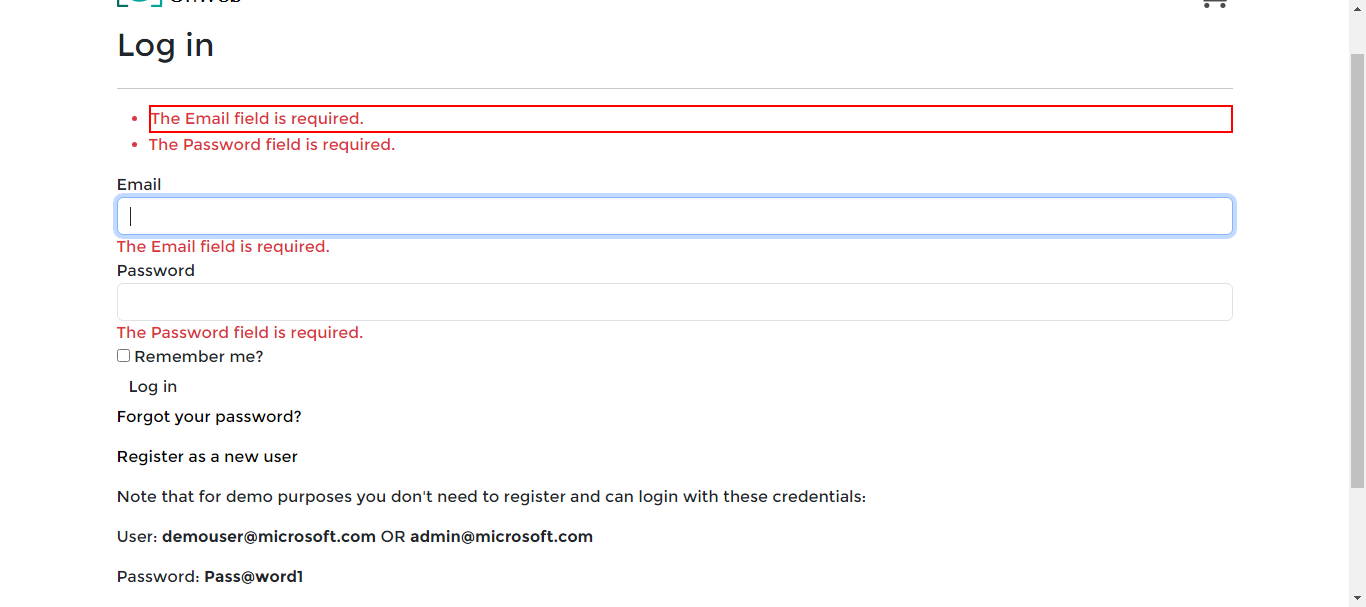 Log in
The Email field is required.
The Password field is required.
Email
The Email field is required.
Password
The Password field is required.
Remember me?
Log in
Forgot your password?
Register as a new user
Note that for demo purposes you don't need to register and can login with these credentials:
User: demouser@microsoft.com OR admin@microsoft.com
Password: Pass@word1